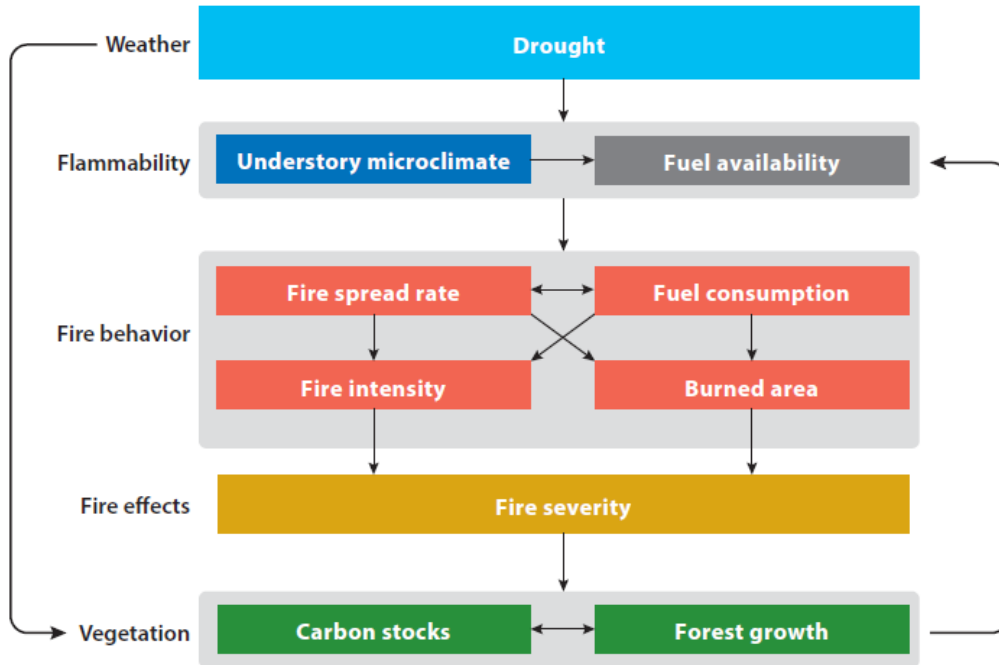 Weather
Drought
Flammability
Understory microclimate
Fuel availability
Fire behavior
Fire spread rate
Fuel consumption
Fire intensity
Burned area
Fire effects
Fire severity
Vegetation
Carbon stocks
Forest growth